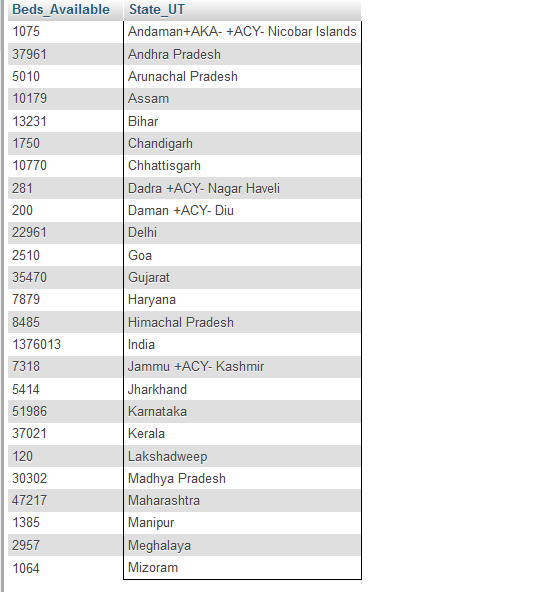 Beds_Available State_UT
1075 Andaman+AKA- +ACY- Nicobar Islands
37961 Andhra Pradesh
5010 Arunachal Pradesh
10179 Assam
13231 Bihar
1750 Chandigarh
10770 Chhattisgarh
281 Dadra +ACY- Nagar Haveli
200 Daman +ACY- Diu
22961 Delhi
2510 Goa
35470 Gujarat
7879 Haryana
8485 Himachal Pradesh
1376013 India
7318 Jammu +ACY- Kashmir
5414 Jharkhand
51986 Karnataka
37021 Kerala
120 Lakshadweep
30302 Madhya Pradesh
47217 Maharashtra
1385 Manipur
2957 Meghalaya
1064 Mizoram